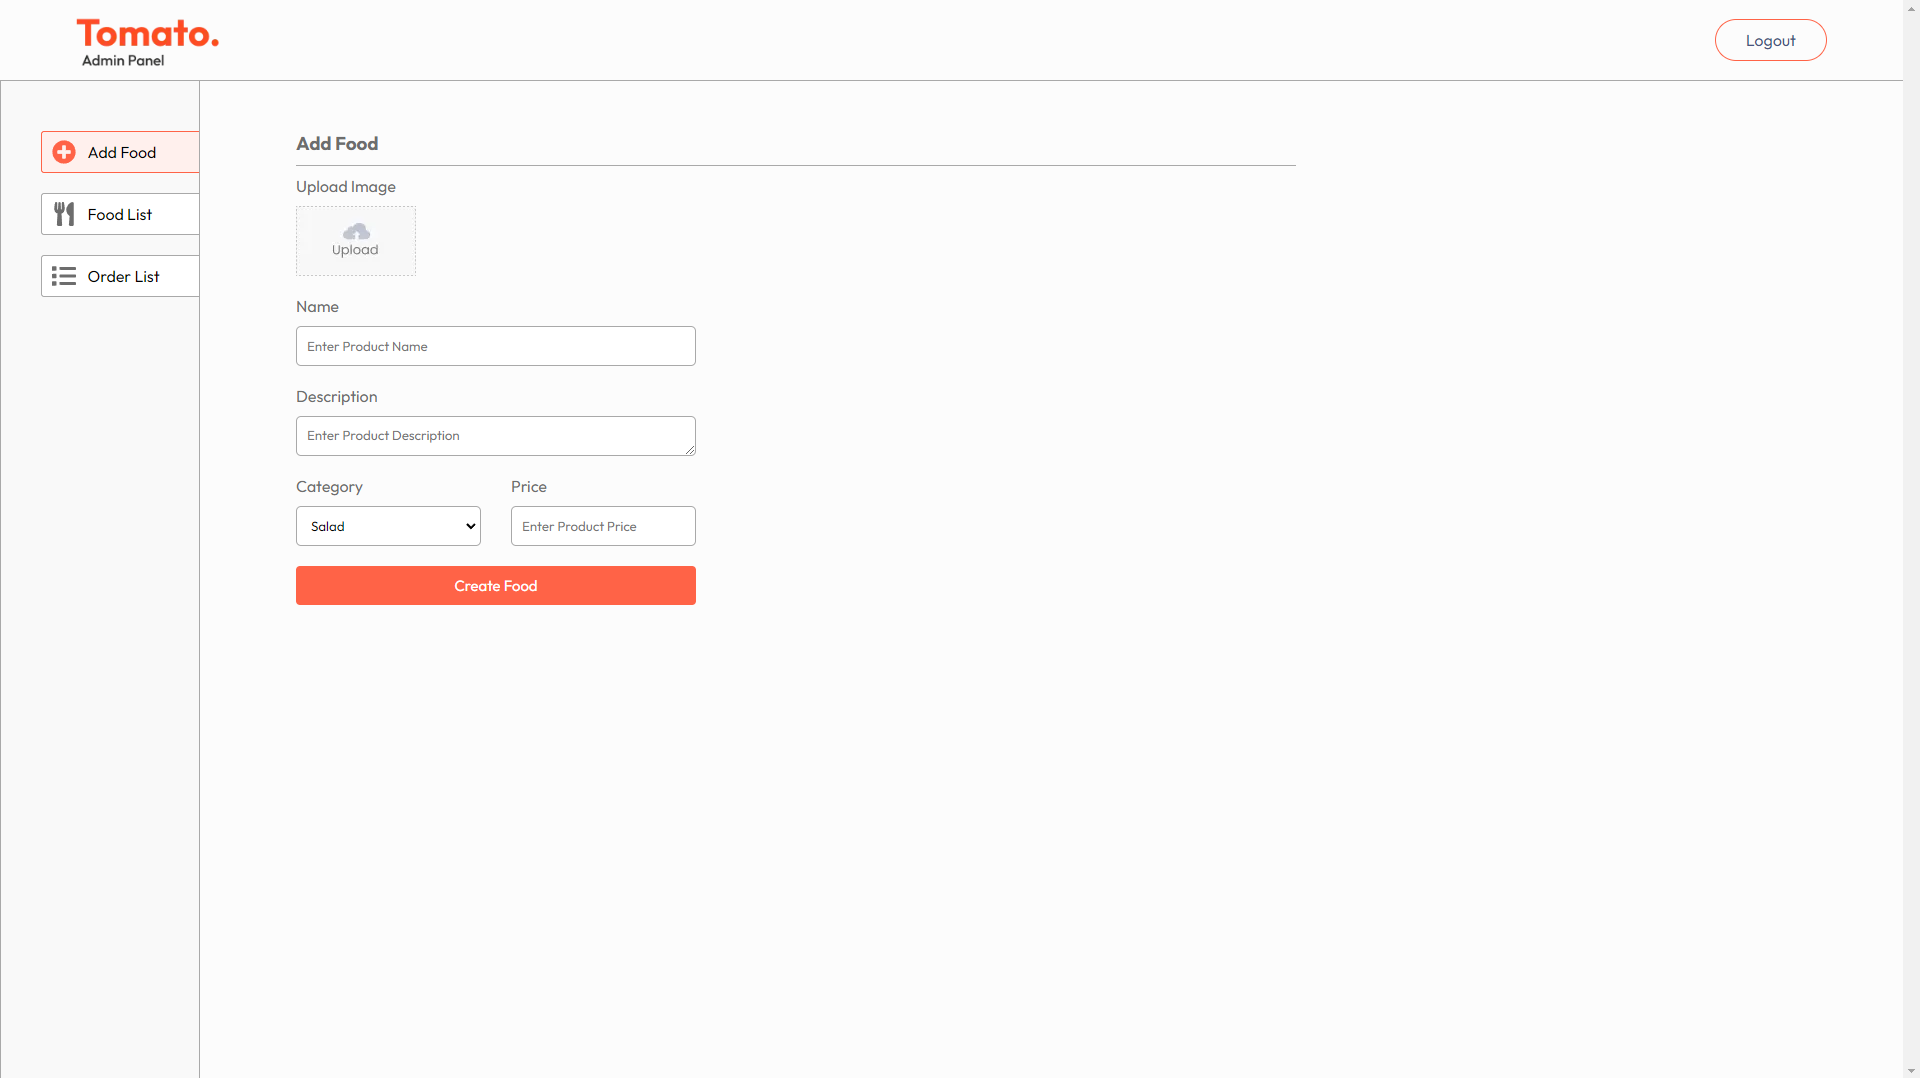 Tomato.
Admin Panel
Logout
Add Food
Food List
Order List
Add Food
Upload Image
Upload
Name
Enter Product Name
Description
Enter Product Description
Category Price
Salad Enter Product Price
Create Food